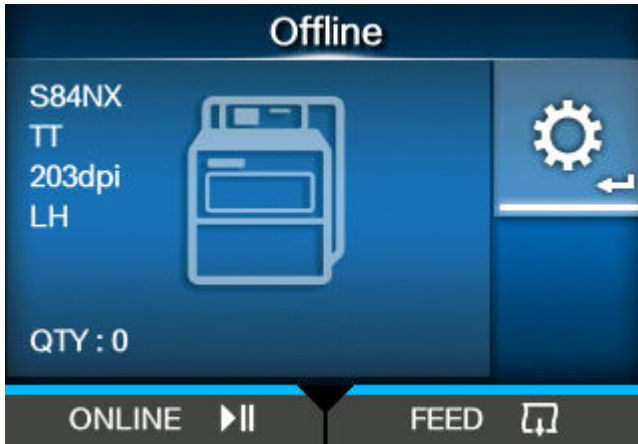 Offline
S84NX
TT
203dpi
LH
QTY : 0
ONLINE
FEED